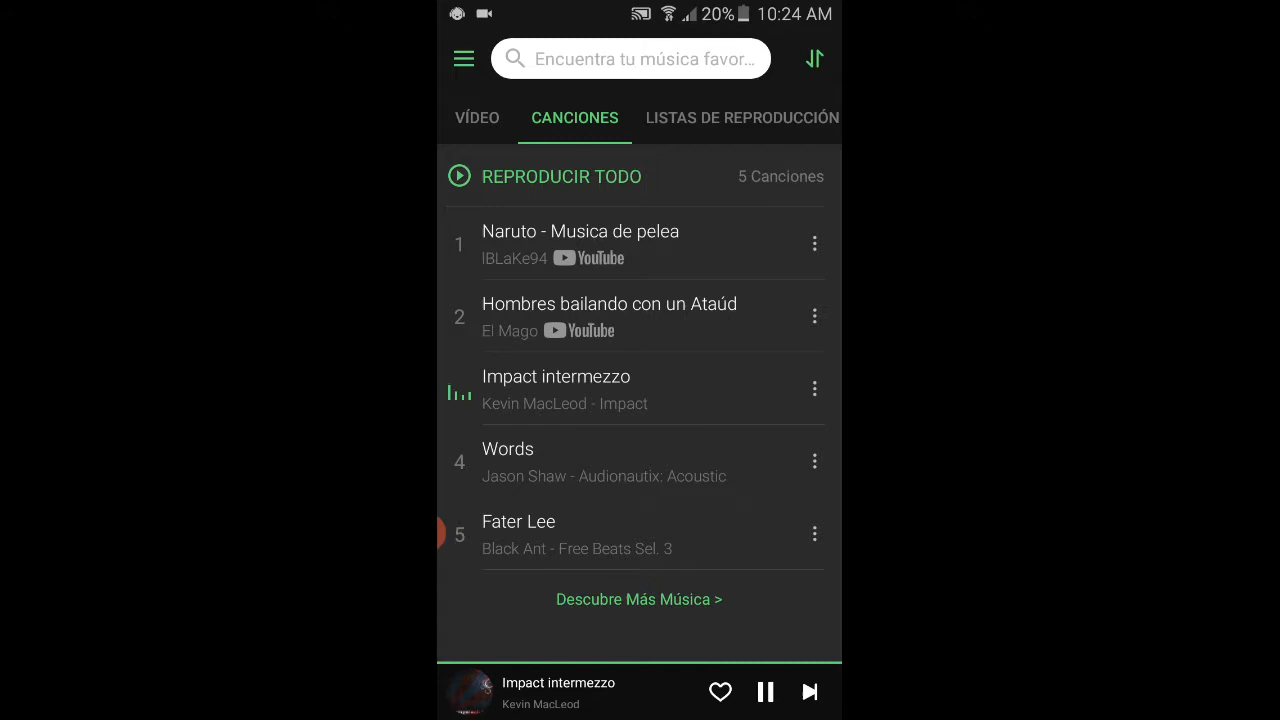 20% 10:24 AM
Encuentra tu música favor...
VÍDEO CANCIONES LISTAS DE REPRODUCCIÓN
REPRODUCIR TODO 5 Canciones
1 Naruto - Musica de pelea
lBLaKe94 YouTube
2 Hombres bailando con un Ataúd
El Mago YouTube
Impact intermezzo
Kevin MacLeod - Impact
4 Words
Jason Shaw - Audionautix: Acoustic
5 Fater Lee
Black Ant - Free Beats Sel. 3
Descubre Más Música >
Impact intermezzo
Kevin MacLeod